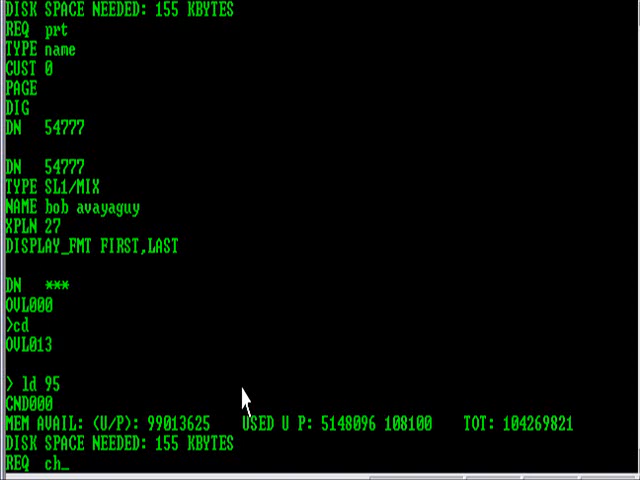 DISK SPACE NEEDED: 155 KBYTES
REQ prt
TYPE name
CUST 0
PAGE
DIG
DN 54777
DN 54777
TYPE SL1/MIX
NAME bob avayaguy
XPLN 27
DISPLAY_FMT FIRST,LAST
DN ***
OVL000
>cd
OVL013
> ld 95
CND000
MEM AVAIL: (U/P): 99013625 USED U P: 5148096 108100 TOT: 104269821
DISK SPACE NEEDED: 155 KBYTES
REQ ch_